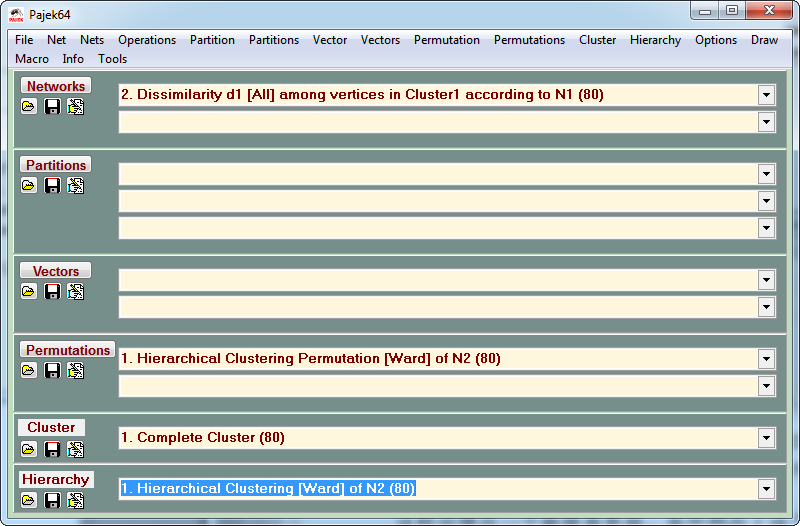 Pajek64
File Net Nets Operations Partition Partitions Vector Vectors Permutation Permutations Cluster Hierarchy Options Draw
Macro Info Tools
Networks
2. Dissimilarity d1 [All] among vertices in Cluster1 according to N1 (80)
Partitions
Vectors
Permutations
1. Hierarchical Clustering Permutation [Ward] of N2 (80)
Cluster
1. Complete Cluster (80)
Hierarchy
1. Hierarchical Clustering [Ward] of N2 (80)